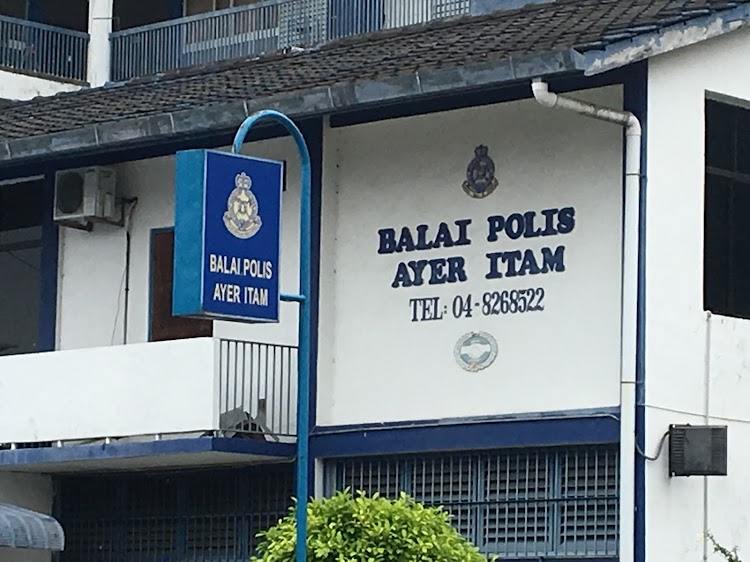 BALAI POLIS
AYER ITAM
BALAI POLIS
AYER ITAM
TEL: 04-8268522